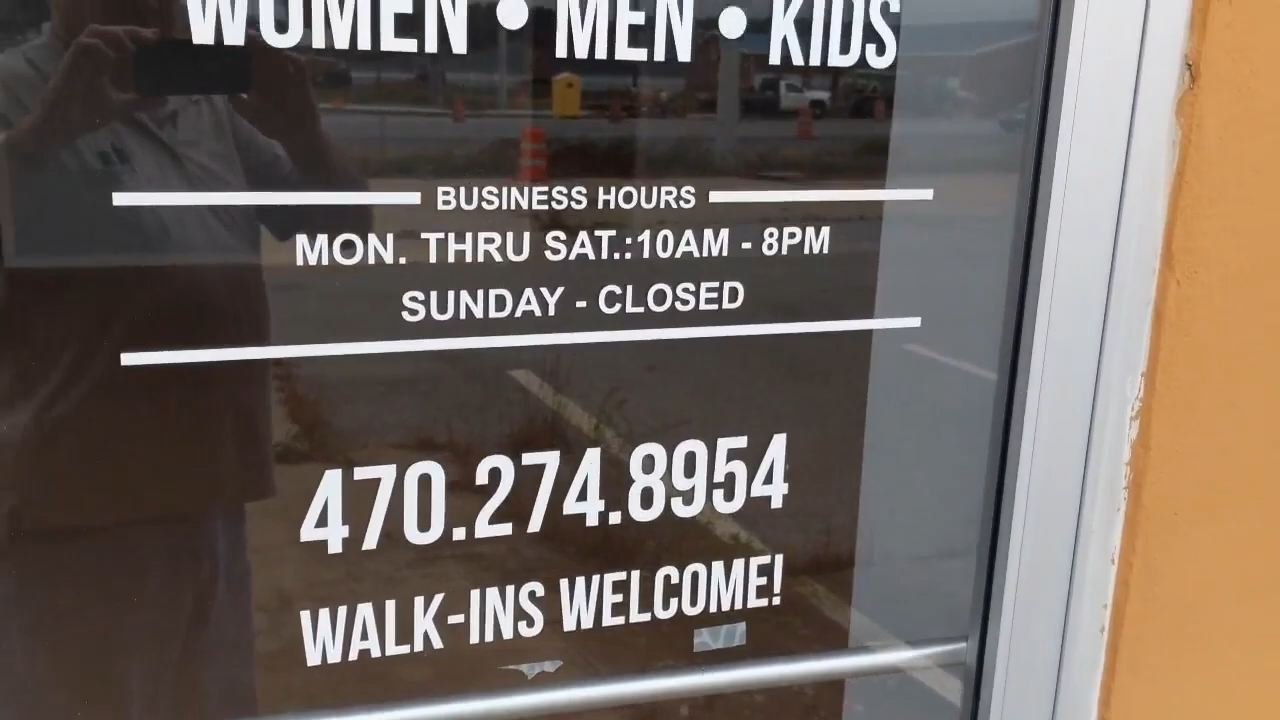 WOMEN • MEN • KIDS
BUSINESS HOURS
MON. THRU SAT.:10AM - 8PM
SUNDAY - CLOSED
470.274.8954
WALK-INS WELCOME!